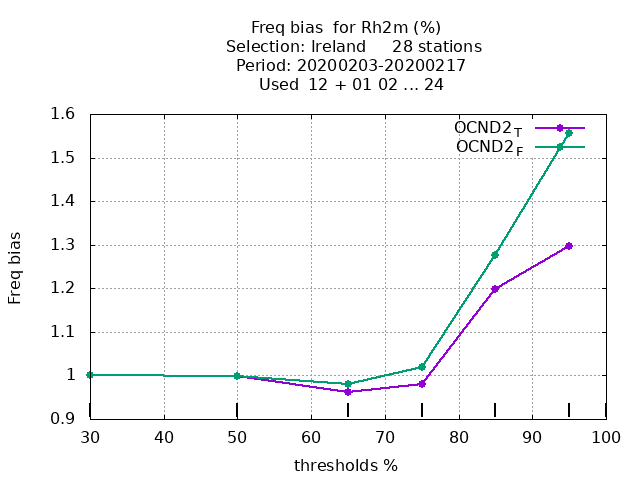 Freq bias  for Rh2m (%)
Selection: Ireland     28 stations
Period: 20200203-20200217
Used  12 + 01 02 ... 24
1.6
1.5
1.4
1.3
1.2
1.1
1
0.9
Freq bias
OCND2T
OCND2F
30 40 50 60 70 80 90 100
thresholds %